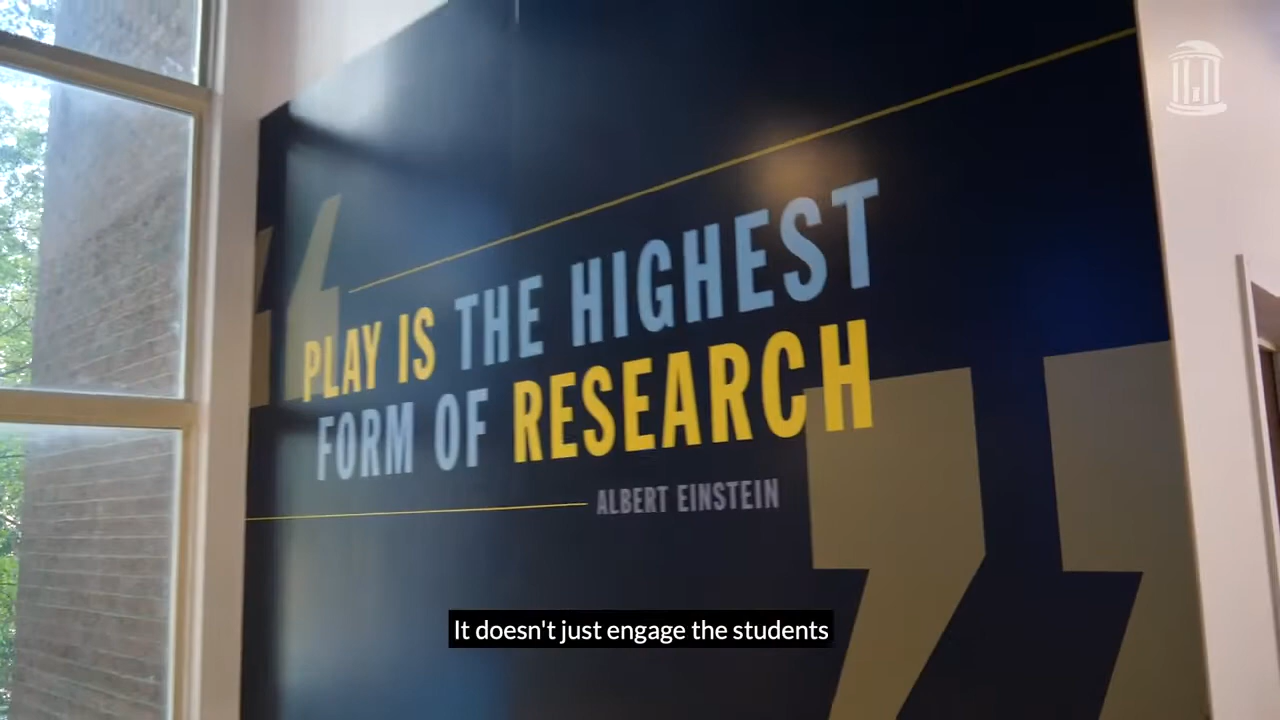 PLAY IS THE HIGHEST
FORM OF RESEARCH
ALBERT EINSTEIN
It doesn't just engage the students